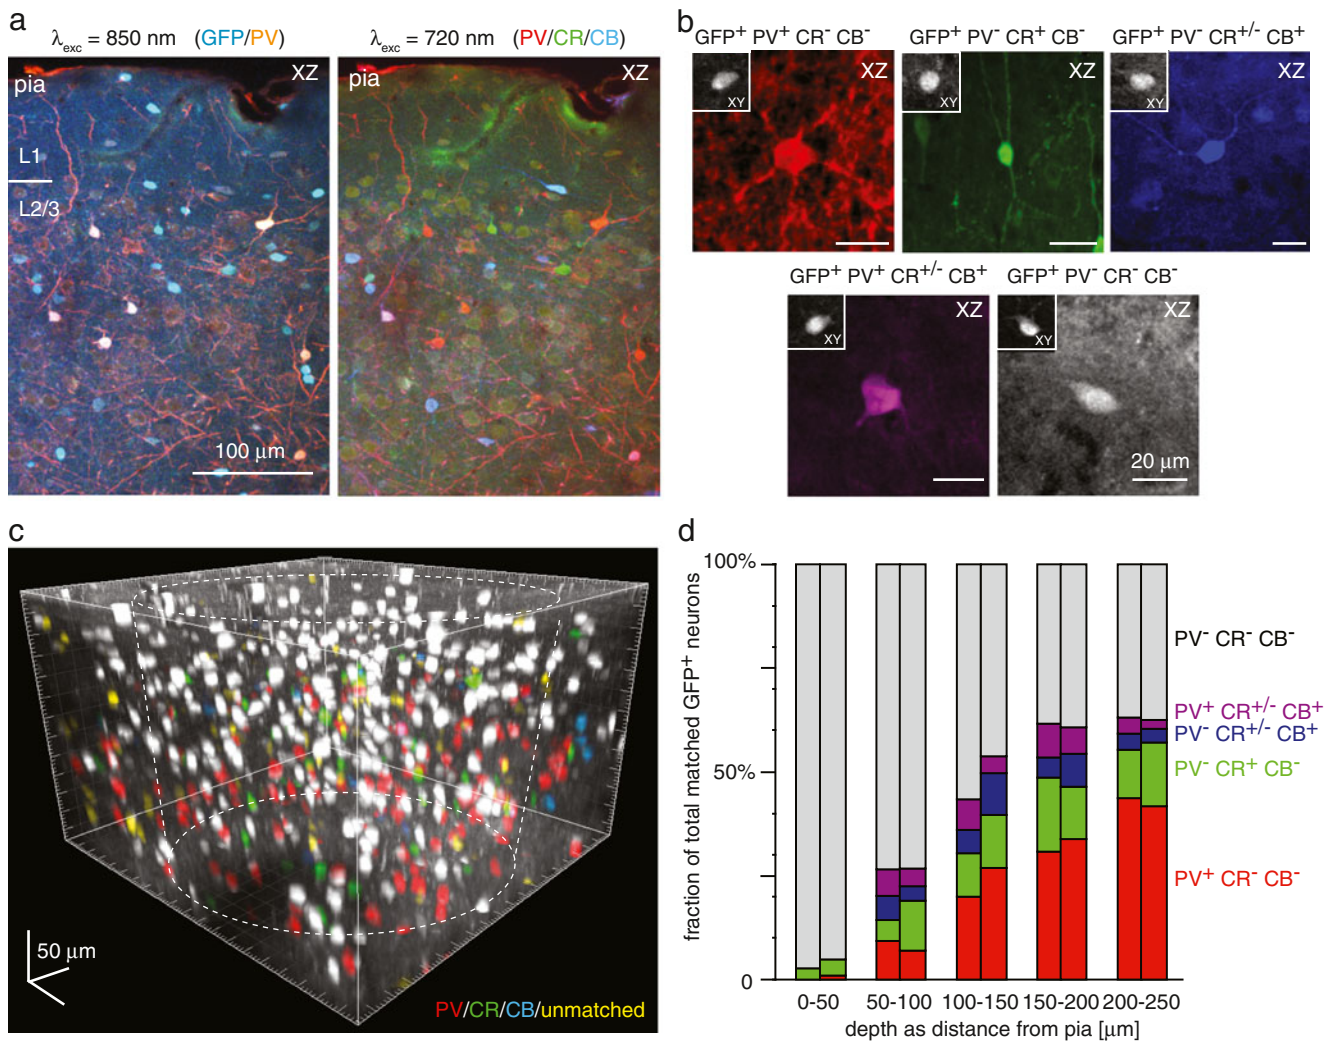 a
λexc = 850 nm (GFP/PV)
λexc = 720 nm (PV/CR/CB)
pia
XZ
L1
L2/3
100 µm
pia
XZ
b
GFP⁺ PV⁺ CR⁻ CB⁻
XZ
XY
GFP⁺ PV⁻ CR⁺ CB⁻
XZ
XY
GFP⁺ PV⁻ CR⁺/⁻ CB⁺
XZ
XY
GFP⁺ PV⁺ CR⁺/⁻ CB⁺
XZ
XY
GFP⁺ PV⁻ CR⁻ CB⁻
XZ
XY
20 µm
c
50 µm
PV/CR/CB/unmatched
d
fraction of total matched GFP⁺ neurons
100%
50%
0
PV⁻ CR⁻ CB⁻
PV⁺ CR⁺/⁻ CB⁺
PV⁻ CR⁺/⁻ CB⁺
PV⁻ CR⁺ CB⁻
PV⁺ CR⁻ CB⁻
0-50 50-100 100-150 150-200 200-250
depth as distance from pia [µm]